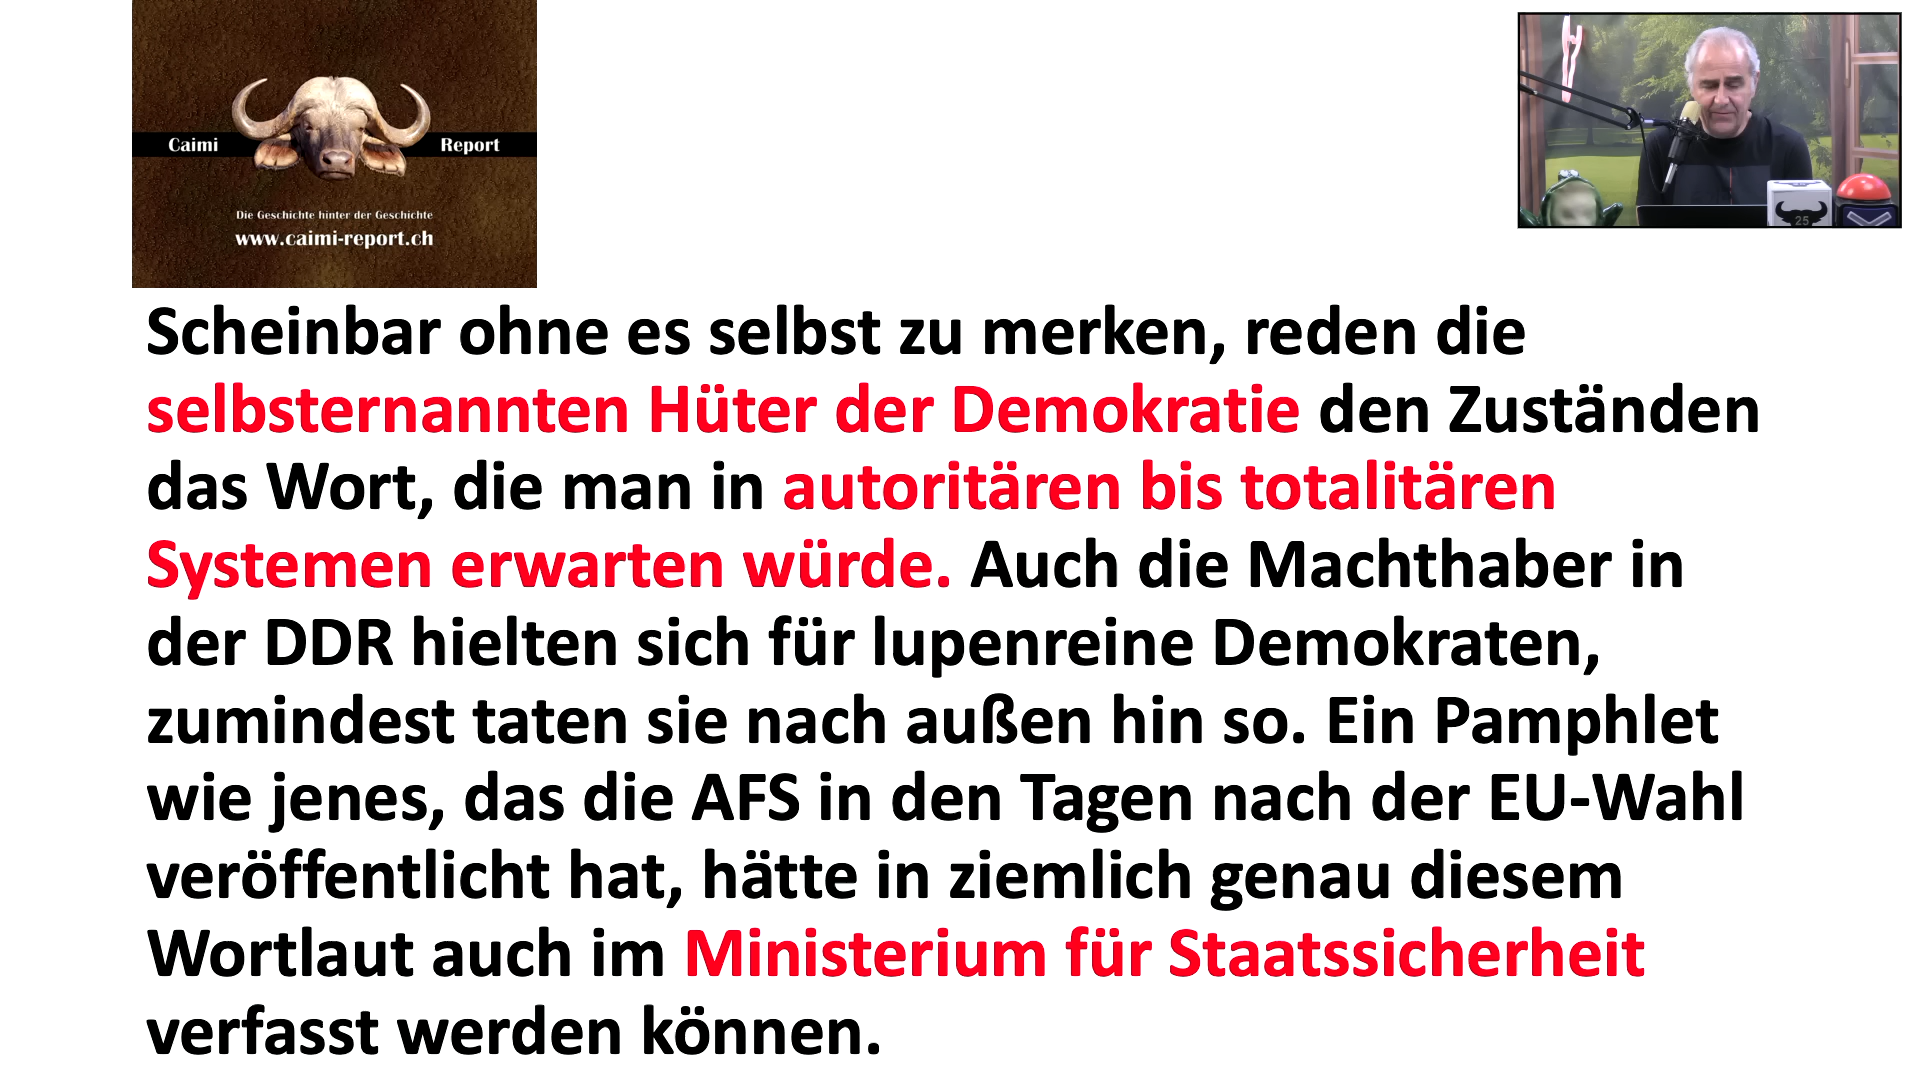 Caimi Report
Die Geschichte hinter der Geschichte
www.caimi-report.ch
25
Scheinbar ohne es selbst zu merken, reden die
selbsternannten Hüter der Demokratie den Zuständen
das Wort, die man in autoritären bis totalitären
Systemen erwarten würde. Auch die Machthaber in
der DDR hielten sich für lupenreine Demokraten,
zumindest taten sie nach außen hin so. Ein Pamphlet
wie jenes, das die AFS in den Tagen nach der EU-Wahl
veröffentlicht hat, hätte in ziemlich genau diesem
Wortlaut auch im Ministerium für Staatssicherheit
verfasst werden können.